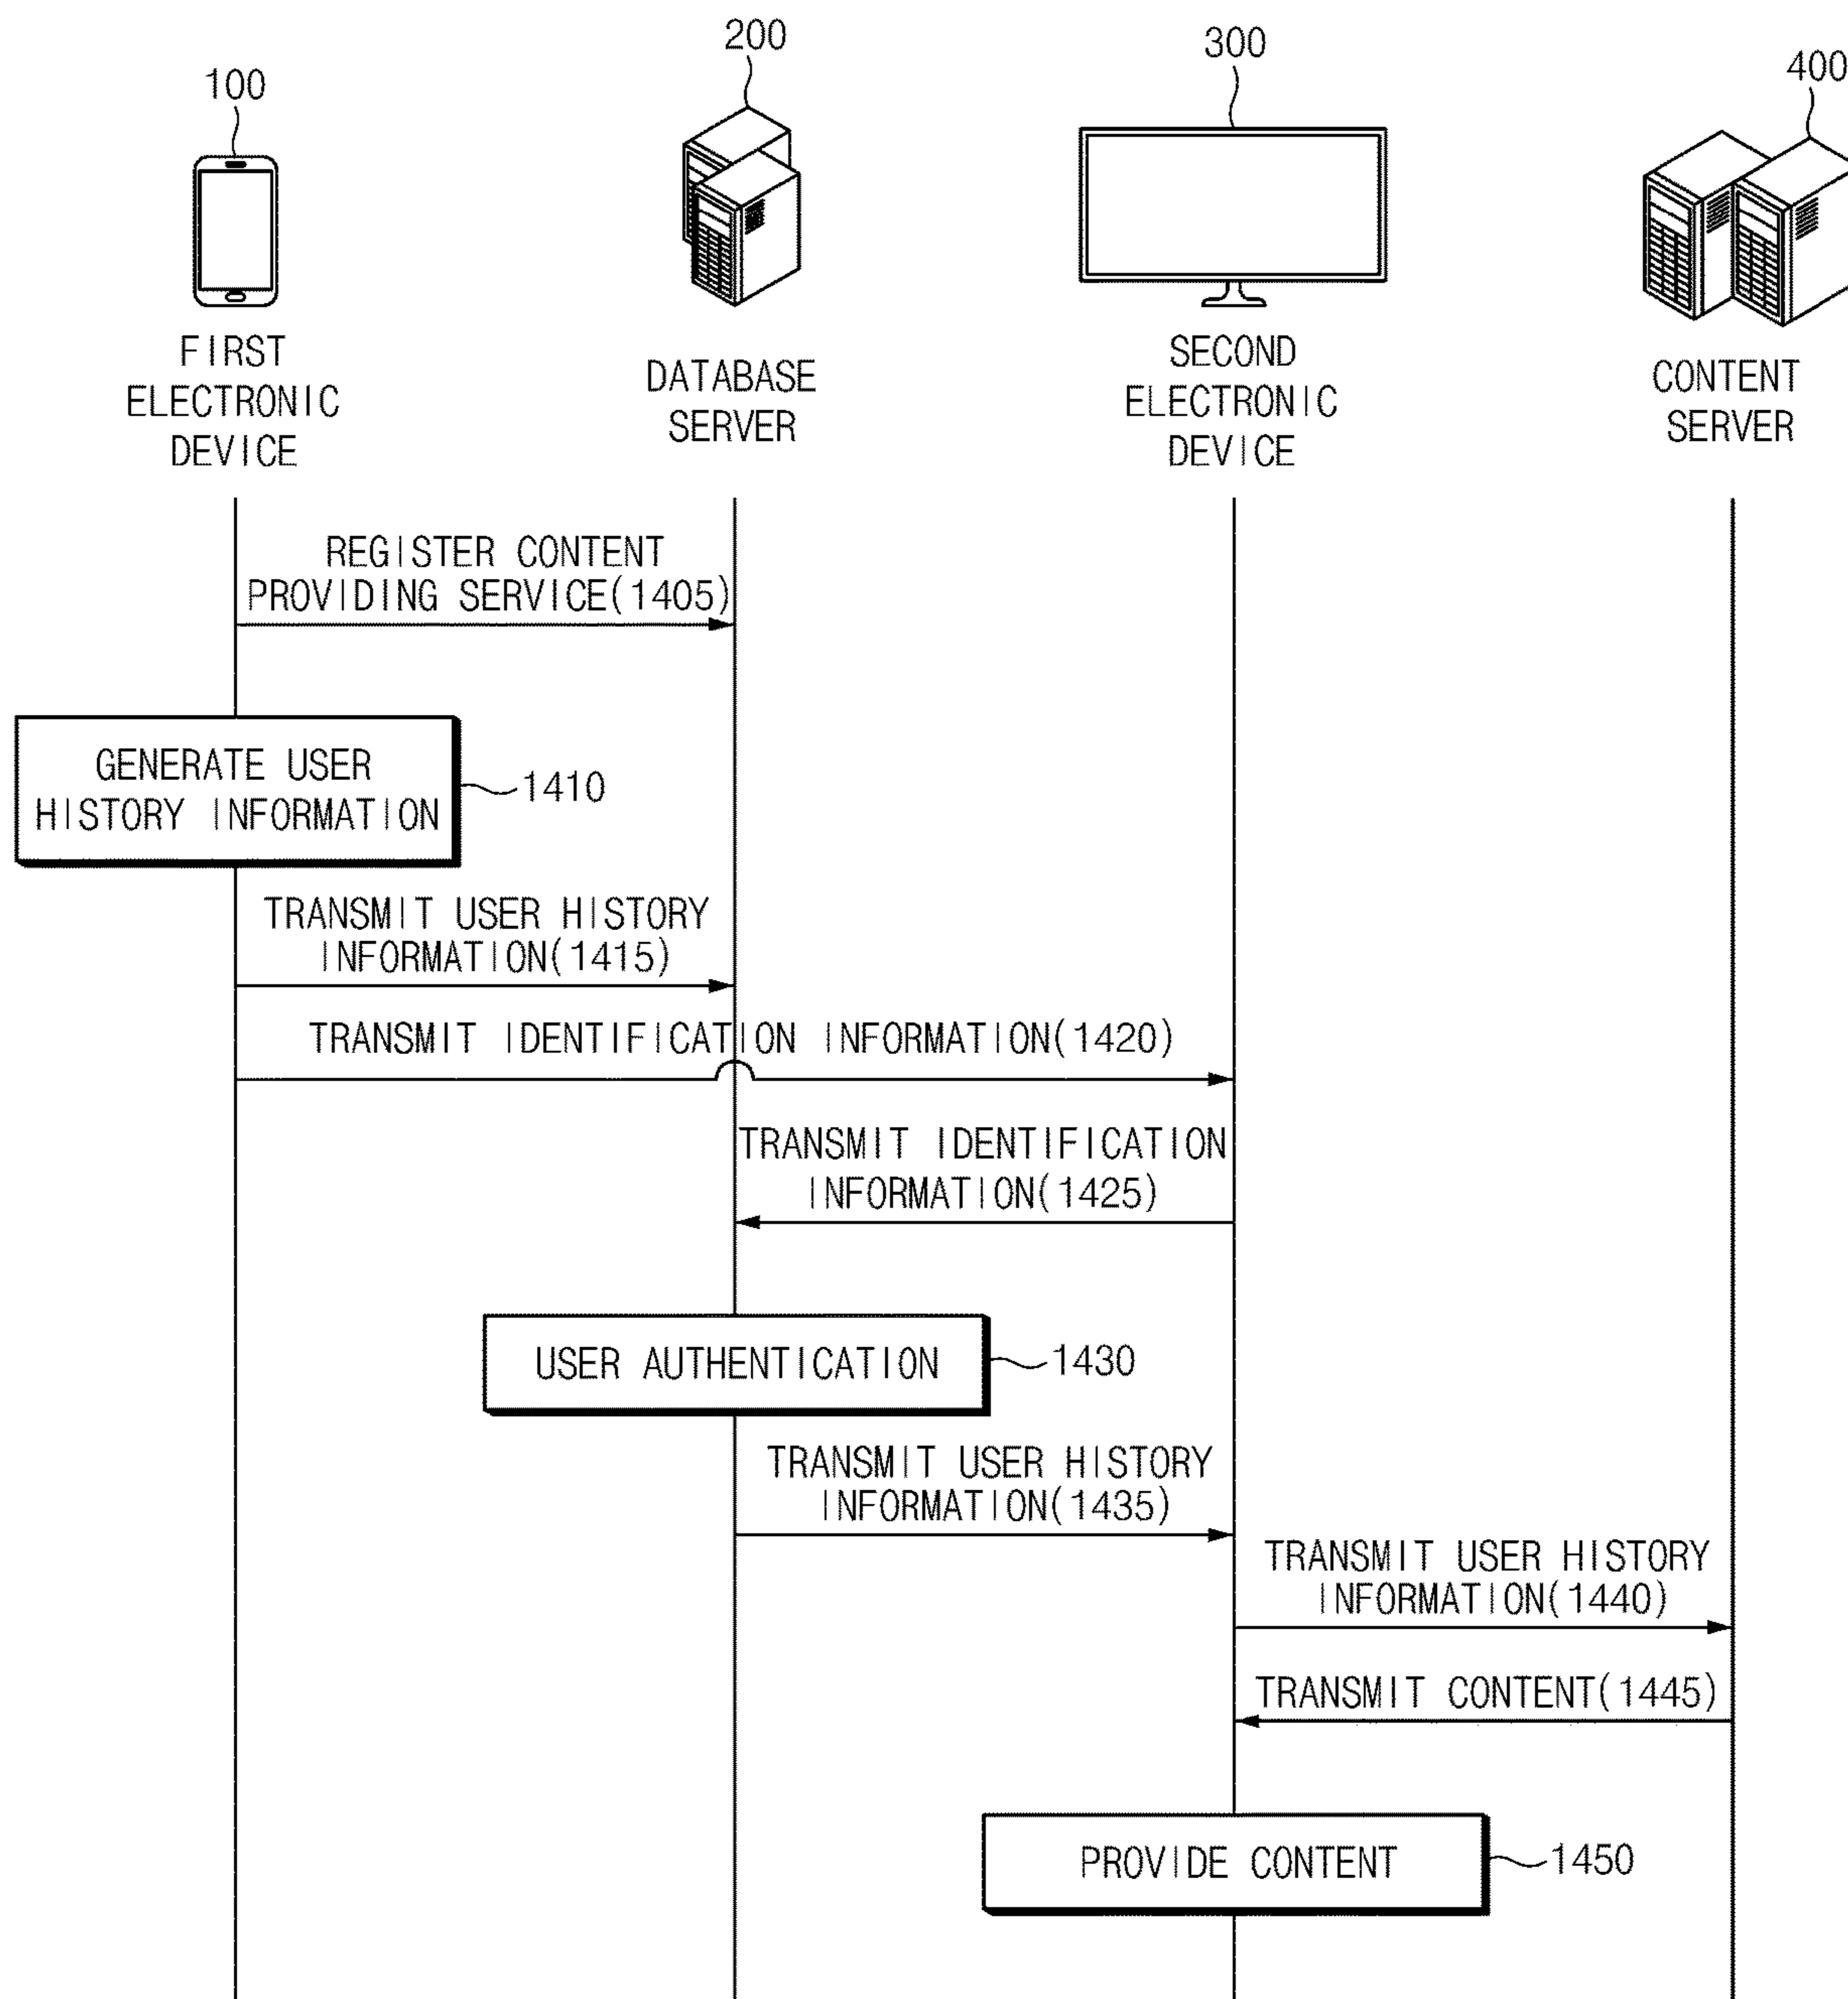 100
200
300
400
FIRST
ELECTRONIC
DEVICE
DATABASE
SERVER
SECOND
ELECTRONIC
DEVICE
CONTENT
SERVER
REGISTER CONTENT
PROVIDING SERVICE(1405)
GENERATE USER
HISTORY INFORMATION
1410
TRANSMIT USER HISTORY
INFORMATION(1415)
TRANSMIT IDENTIFICATION INFORMATION(1420)
TRANSMIT IDENTIFICATION
INFORMATION(1425)
USER AUTHENTICATION
1430
TRANSMIT USER HISTORY
INFORMATION(1435)
TRANSMIT USER HISTORY
INFORMATION(1440)
TRANSMIT CONTENT(1445)
PROVIDE CONTENT
1450